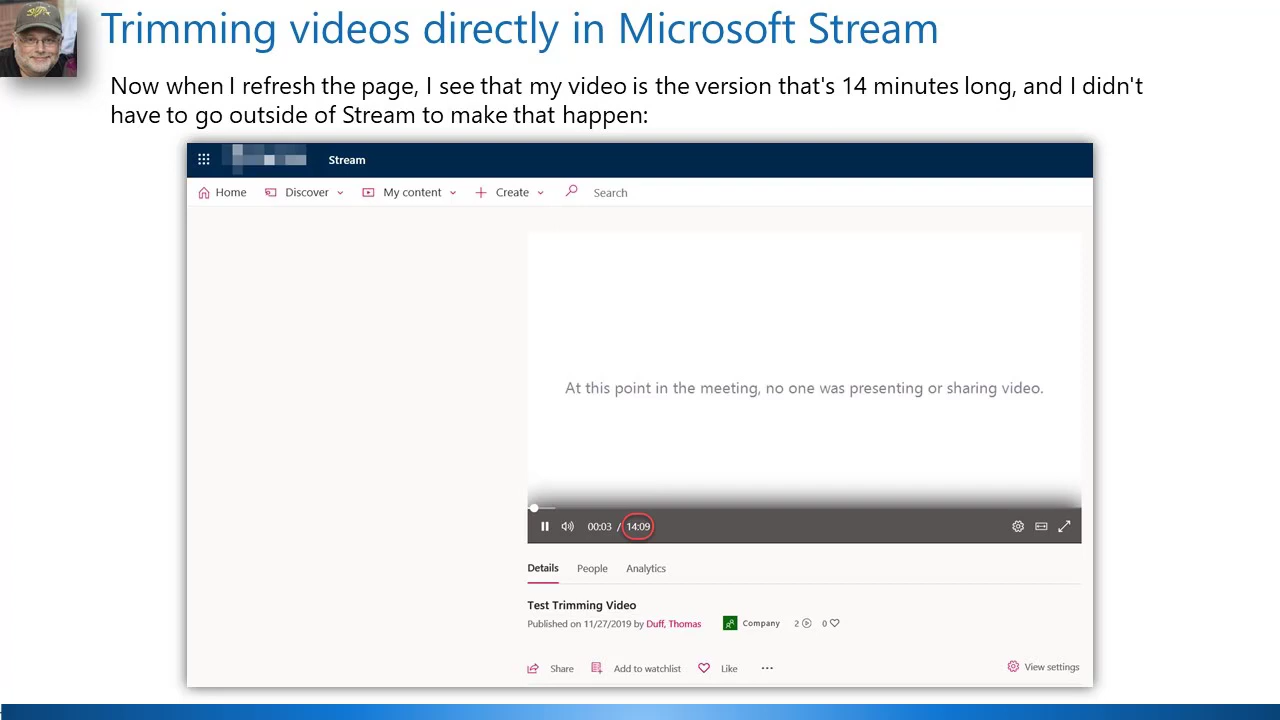 Trimming videos directly in Microsoft Stream
Now when I refresh the page, I see that my video is the version that's 14 minutes long, and I didn't
have to go outside of Stream to make that happen:
Stream
Home Discover My content Create Search
At this point in the meeting, no one was presenting or sharing video.
00:03 / 14:09
Details People Analytics
Test Trimming Video
Published on 11/27/2019 by Duff, Thomas Company 2 0
Share Add to watchlist Like ... View settings